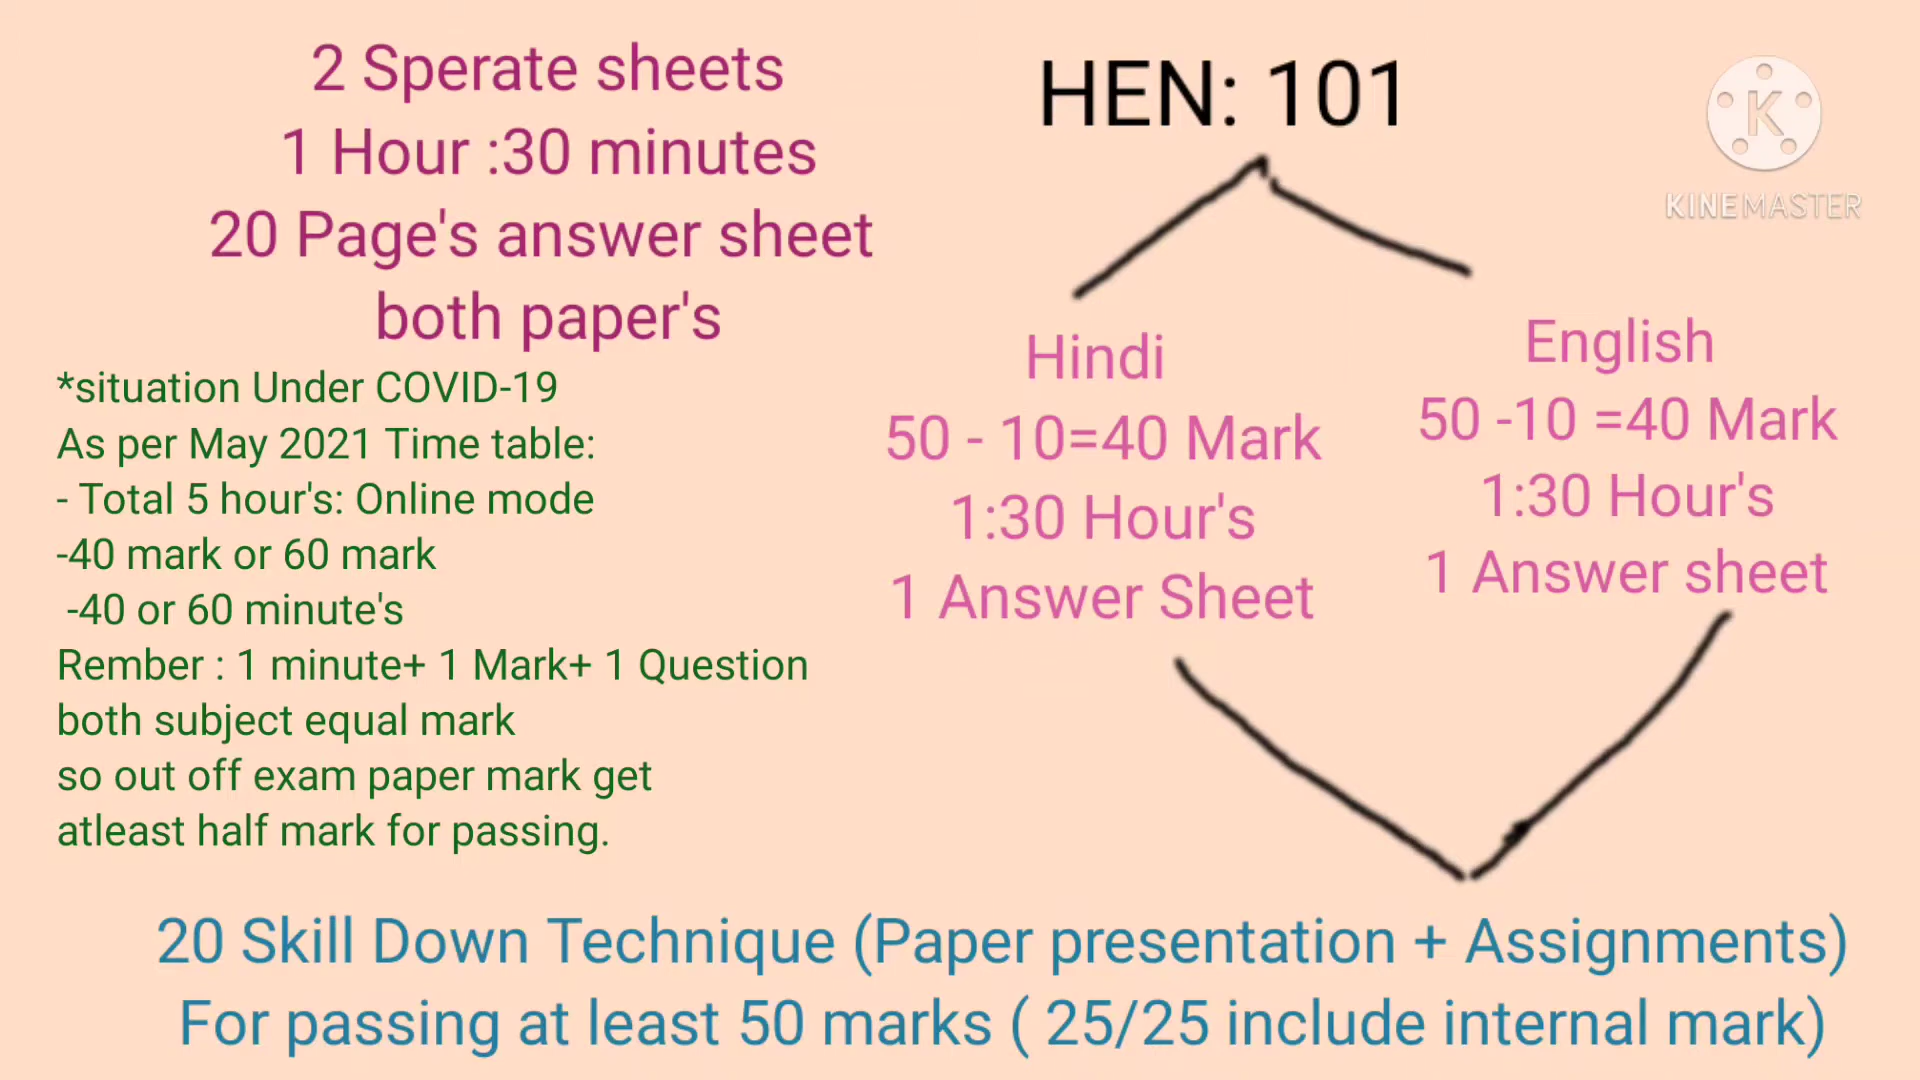 2 Sperate sheets
1 Hour :30 minutes
20 Page's answer sheet
both paper's
*situation Under COVID-19
As per May 2021 Time table:
- Total 5 hour's: Online mode
-40 mark or 60 mark
-40 or 60 minute's
Rember : 1 minute+ 1 Mark+ 1 Question
both subject equal mark
so out off exam paper mark get
atleast half mark for passing.
HEN: 101
K
KINEMASTER
Hindi
50 - 10=40 Mark
1:30 Hour's
1 Answer Sheet
English
50 -10 =40 Mark
1:30 Hour's
1 Answer sheet
20 Skill Down Technique (Paper presentation + Assignments)
For passing at least 50 marks ( 25/25 include internal mark)